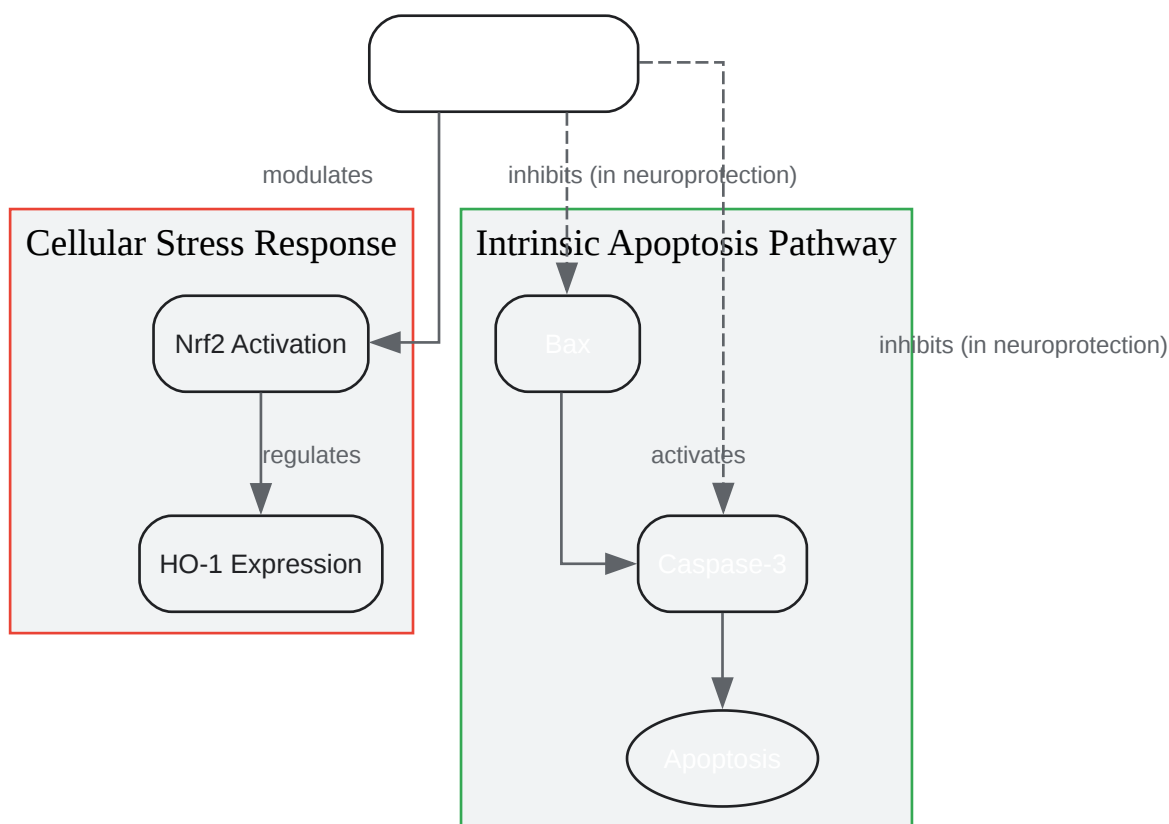 modulates
inhibits (in neuroprotection)
Cellular Stress Response
Intrinsic Apoptosis Pathway
Nrf2 Activation
Bax
inhibits (in neuroprotection)
regulates
activates
HO-1 Expression
Caspase-3
Apoptosis